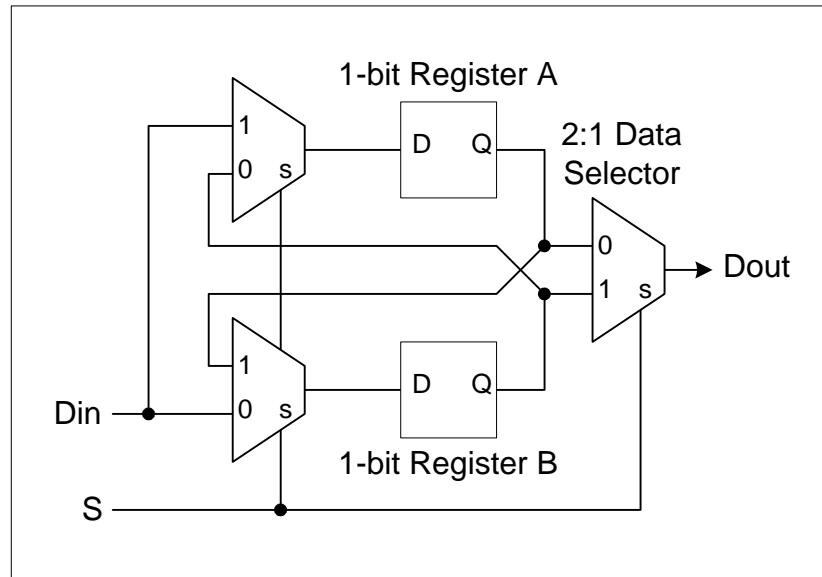 1-bit Register A
2:1 Data
Selector
1
0
s
D Q
0
1
s
Dout
1
0
s
D Q
Din
1-bit Register B
S